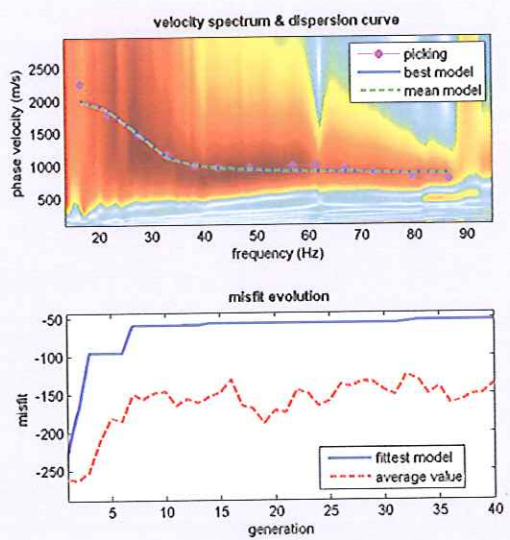 velocity spectrum & dispersion curve
phase velocity (m/s)
2500
2000
1500
1000
500
picking
best model
mean model
20 30 40 50 60 70 80 90
frequency (Hz)
misfit evolution
misfit
-50
-100
-150
-200
-250
fittest model
average value
5 10 15 20 25 30 35 40
generation